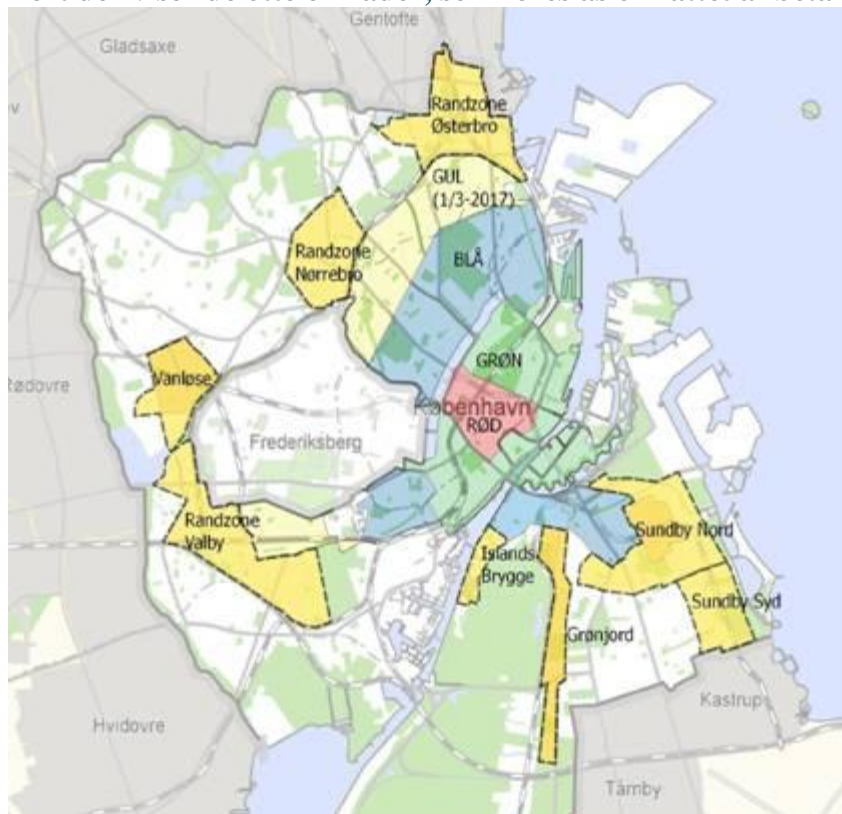 Gentofte
Gladsaxe
Randzone
Østerbro
GUL
(1/3-2017)
Randzone
Nørrebro
BLÅ
GRØN
Vanløse
Rødovre
København
RØD
Frederiksberg
Randzone
Valby
Sundby Nord
Islands
Brygge
Sundby Syd
Grønjord
Kastrup
Hvidovre
Tårnby